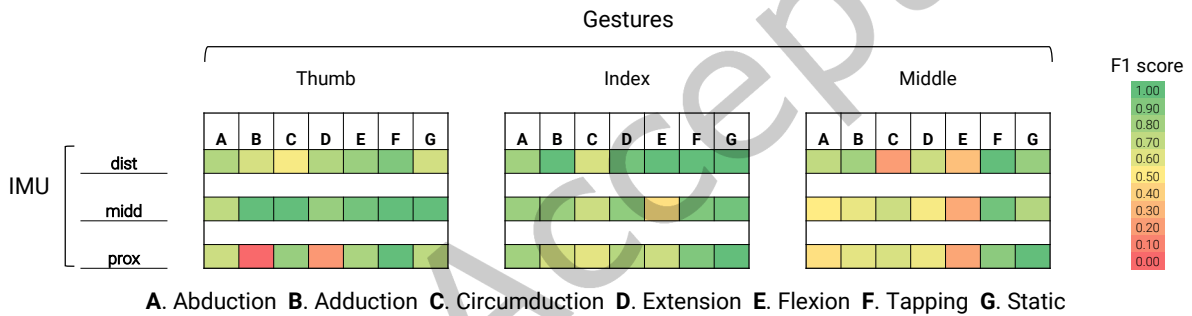 Gestures
Thumb Index Middle
F1 score
A B C D E F G A B C D E F G A B C D E F G
IMU
dist
midd
prox
1.00
0.90
0.80
0.70
0.60
0.50
0.40
0.30
0.20
0.10
0.00
A. Abduction B. Adduction C. Circumduction D. Extension E. Flexion F. Tapping G. Static
Accep